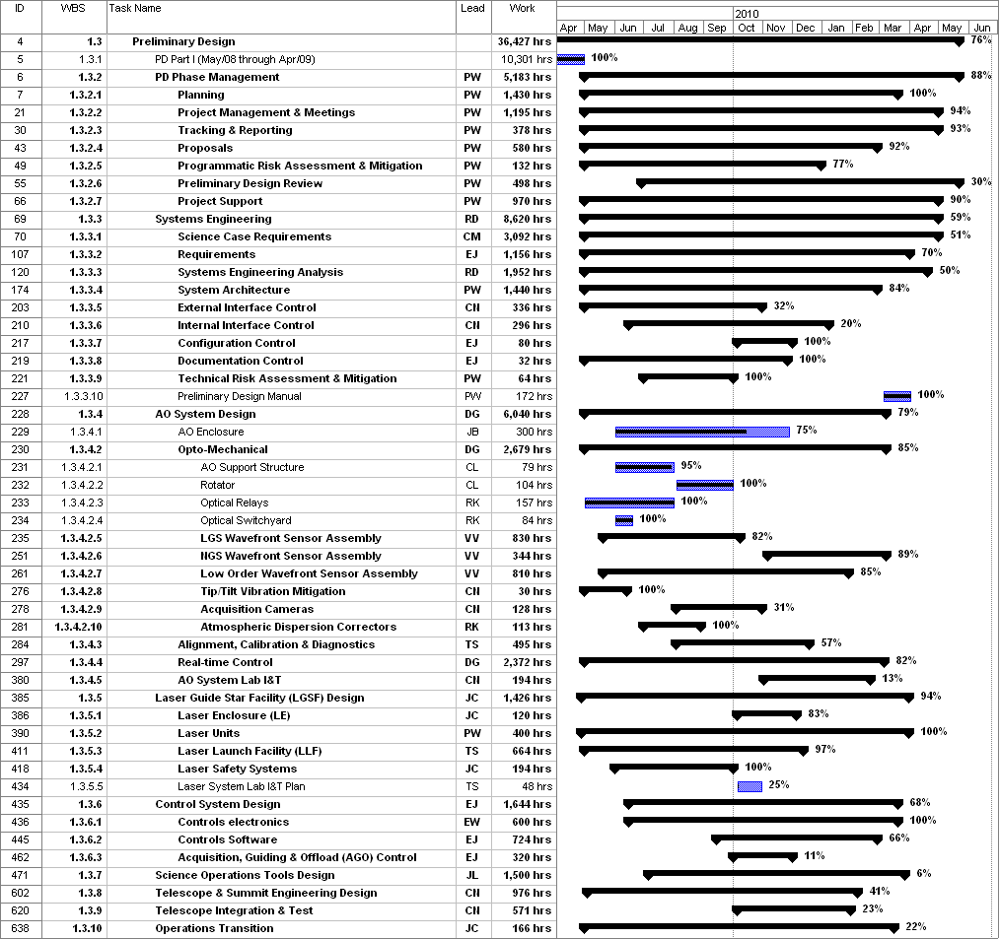 ID WBS Task Name Lead Work 2010
Apr May Jun Jul Aug Sep Oct Nov Dec Jan Feb Mar Apr May Jun
4 1.3 Preliminary Design 36,427 hrs 76%
5 1.3.1 PD Part I (May/08 through Apr/09) 10,301 hrs 100%
6 1.3.2 PD Phase Management PW 5,183 hrs 88%
7 1.3.2.1 Planning PW 1,430 hrs 100%
21 1.3.2.2 Project Management & Meetings PW 1,195 hrs 94%
30 1.3.2.3 Tracking & Reporting PW 378 hrs 93%
43 1.3.2.4 Proposals PW 580 hrs 92%
49 1.3.2.5 Programmatic Risk Assessment & Mitigation PW 132 hrs 77%
55 1.3.2.6 Preliminary Design Review PW 498 hrs 30%
66 1.3.2.7 Project Support PW 970 hrs 90%
69 1.3.3 Systems Engineering RD 8,620 hrs 59%
70 1.3.3.1 Science Case Requirements CM 3,092 hrs 51%
107 1.3.3.2 Requirements EJ 1,156 hrs 70%
120 1.3.3.3 Systems Engineering Analysis RD 1,952 hrs 50%
174 1.3.3.4 System Architecture PW 1,440 hrs 84%
203 1.3.3.5 External Interface Control CN 336 hrs 32%
210 1.3.3.6 Internal Interface Control CN 296 hrs 20%
217 1.3.3.7 Configuration Control EJ 80 hrs 100%
219 1.3.3.8 Documentation Control EJ 32 hrs 100%
221 1.3.3.9 Technical Risk Assessment & Mitigation PW 64 hrs 100%
227 1.3.3.10 Preliminary Design Manual PW 172 hrs 100%
228 1.3.4 AO System Design DG 6,040 hrs 79%
229 1.3.4.1 AO Enclosure JB 300 hrs 75%
230 1.3.4.2 Opto-Mechanical DG 2,679 hrs 85%
231 1.3.4.2.1 AO Support Structure CL 79 hrs 95%
232 1.3.4.2.2 Rotator CL 104 hrs 100%
233 1.3.4.2.3 Optical Relays RK 157 hrs 100%
234 1.3.4.2.4 Optical Switchyard RK 84 hrs 100%
235 1.3.4.2.5 LGS Wavefront Sensor Assembly VV 830 hrs 82%
251 1.3.4.2.6 NGS Wavefront Sensor Assembly VV 344 hrs 89%
261 1.3.4.2.7 Low Order Wavefront Sensor Assembly VV 810 hrs 85%
276 1.3.4.2.8 Tip/Tilt Vibration Mitigation CN 30 hrs 100%
278 1.3.4.2.9 Acquisition Cameras CN 128 hrs 31%
281 1.3.4.2.10 Atmospheric Dispersion Correctors RK 113 hrs 100%
284 1.3.4.3 Alignment, Calibration & Diagnostics TS 495 hrs 57%
297 1.3.4.4 Real-time Control DG 2,372 hrs 82%
380 1.3.4.5 AO System Lab I&T CN 194 hrs 13%
385 1.3.5 Laser Guide Star Facility (LGSF) Design JC 1,426 hrs 94%
386 1.3.5.1 Laser Enclosure (LE) JC 120 hrs 83%
390 1.3.5.2 Laser Units PW 400 hrs 100%
411 1.3.5.3 Laser Launch Facility (LLF) TS 664 hrs 97%
418 1.3.5.4 Laser Safety Systems JC 194 hrs 100%
434 1.3.5.5 Laser System Lab I&T Plan TS 48 hrs 25%
435 1.3.6 Control System Design EJ 1,644 hrs 68%
436 1.3.6.1 Controls electronics EW 600 hrs 100%
445 1.3.6.2 Controls Software EJ 724 hrs 66%
462 1.3.6.3 Acquisition, Guiding & Offload (AGO) Control EJ 320 hrs 11%
471 1.3.7 Science Operations Tools Design JL 1,500 hrs 6%
602 1.3.8 Telescope & Summit Engineering Design CN 976 hrs 41%
620 1.3.9 Telescope Integration & Test CN 571 hrs 23%
638 1.3.10 Operations Transition JC 166 hrs 22%